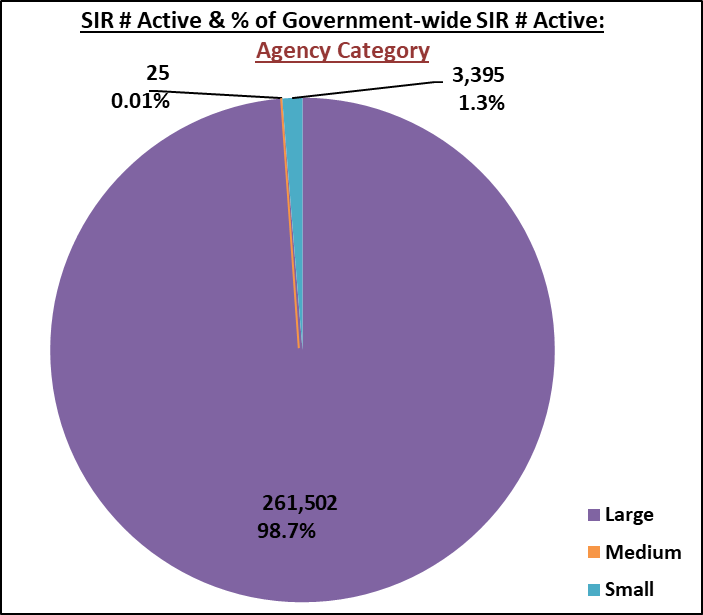 SIR # Active & % of Government-wide SIR # Active:
Agency Category
25
0.01%
3,395
1.3%
261,502
98.7%
Large
Medium
Small